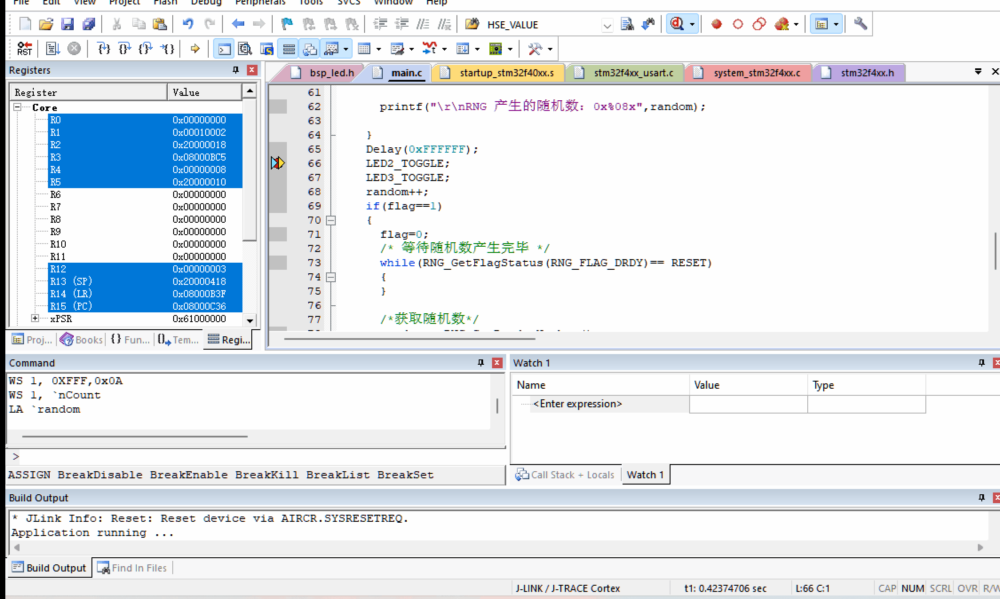 File Edit View Project Flash Debug Peripherals Tools SVCS Window Help
HSE_VALUE
RST
Registers
Register Value
Core
R0 0x00000000
R1 0x00010002
R2 0x20000018
R3 0x08000BC5
R4 0x00000008
R5 0x20000010
R6 0x00000000
R7 0x00000000
R8 0x00000000
R9 0x00000000
R10 0x00000000
R11 0x00000000
R12 0x00000003
R13 (SP) 0x20000418
R14 (LR) 0x08000B3F
R15 (PC) 0x08000C36
xPSR 0x61000000
Proj... Books {} Fun... Tem... Regi...
bsp_led.h main.c startup_stm32f40xx.s stm32f4xx_usart.c system_stm32f4xx.c stm32f4xx.h
61
62 printf("\r\nRNG 产生的随机数：0x%08x",random);
63
64 }
65 Delay(0xFFFFFF);
66 LED2_TOGGLE;
67 LED3_TOGGLE;
68 random++;
69 if(flag==1)
70 {
71 flag=0;
72 /* 等待随机数产生完毕 */
73 while(RNG_GetFlagStatus(RNG_FLAG_DRDY)== RESET)
74 {
75 }
76
77 /*获取随机数*/
Command
WS 1, 0XFFF,0x0A
WS 1, `nCount
LA `random
>
ASSIGN BreakDisable BreakEnable BreakKill BreakList BreakSet
Watch 1
Name Value Type
<Enter expression>
Call Stack + Locals Watch 1
Build Output
* JLink Info: Reset: Reset device via AIRCR.SYSRESETREQ.
Application running ...
Build Output Find In Files
J-LINK / J-TRACE Cortex t1: 0.42374706 sec L:66 C:1 CAP NUM SCRL OVR R/W